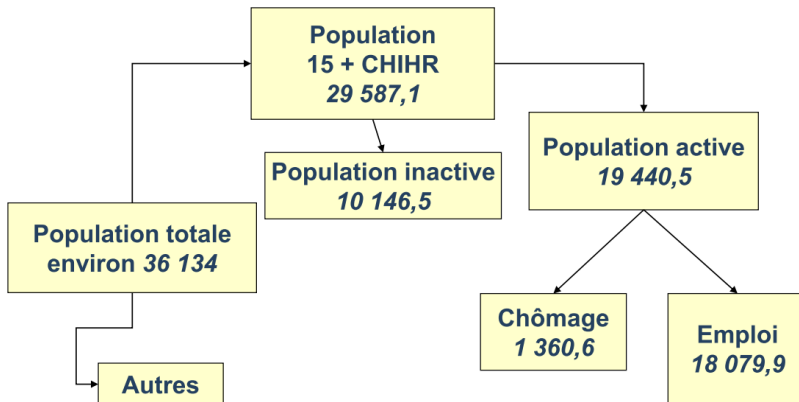 Population
15 + CHIHR
29 587,1
Population active
19 440,5
Population inactive
10 146,5
Population totale
environ 36 134
Chômage
1 360,6
Emploi
18 079,9
Autres